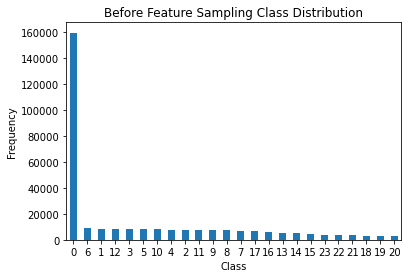 Before Feature Sampling Class Distribution
160000
140000
120000
100000
80000
60000
40000
20000
0
Frequency
0 6 1 12 3 5 10 4 2 11 9 8 7 17 16 13 14 15 23 22 21 18 19 20
Class